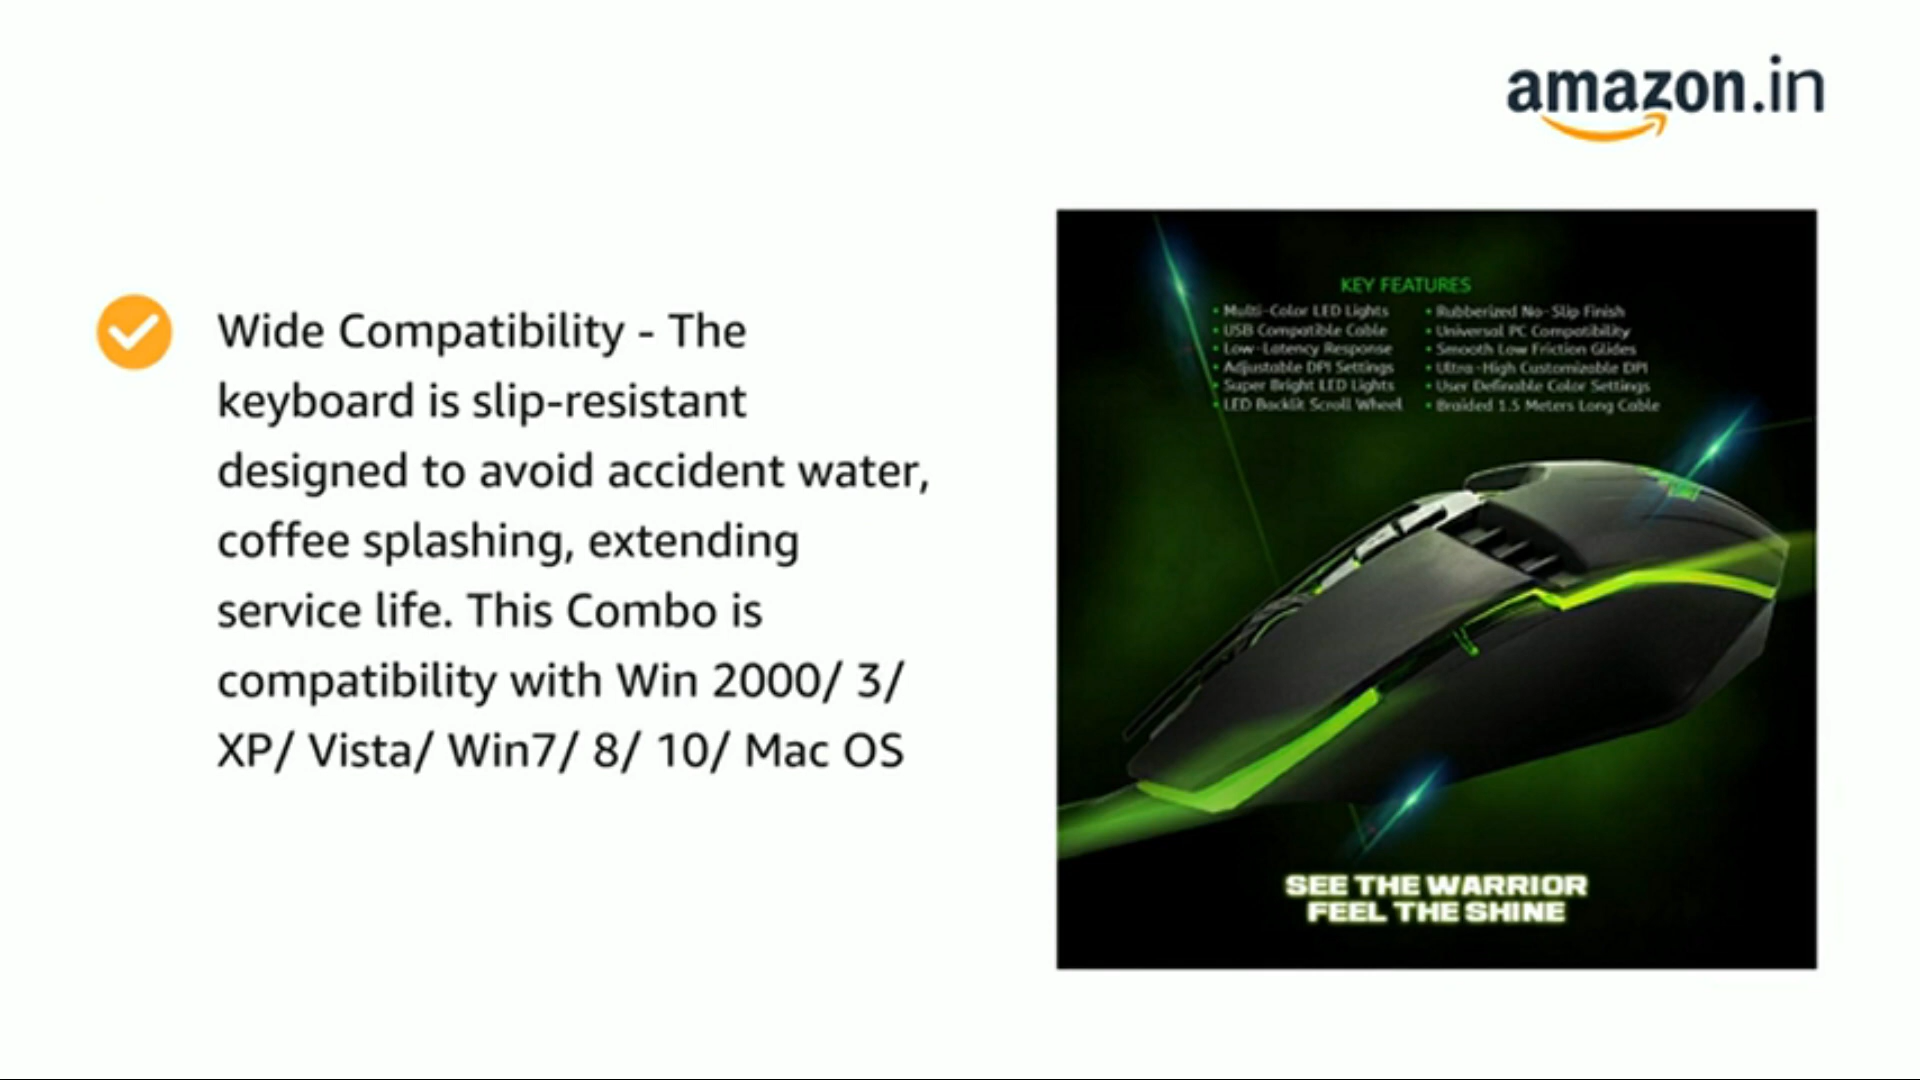 amazon.in
Wide Compatibility - The
keyboard is slip-resistant
designed to avoid accident water,
coffee splashing, extending
service life. This Combo is
compatibility with Win 2000/ 3/
XP/ Vista/ Win7/ 8/ 10/ Mac OS
KEY FEATURES
• Multi-Color LED Lights
• USB Compatible Cable
• Low-Latency Response
• Adjustable DPI Settings
• Super Bright LED Lights
• LED Backlit Scroll Wheel
• Rubberized No-Slip Finish
• Universal PC Compatibility
• Smooth Low Friction Glides
• Ultra-High Customizable DPI
• User Definable Color Settings
• Braided 1.5 Meters Long Cable
SEE THE WARRIOR
FEEL THE SHINE